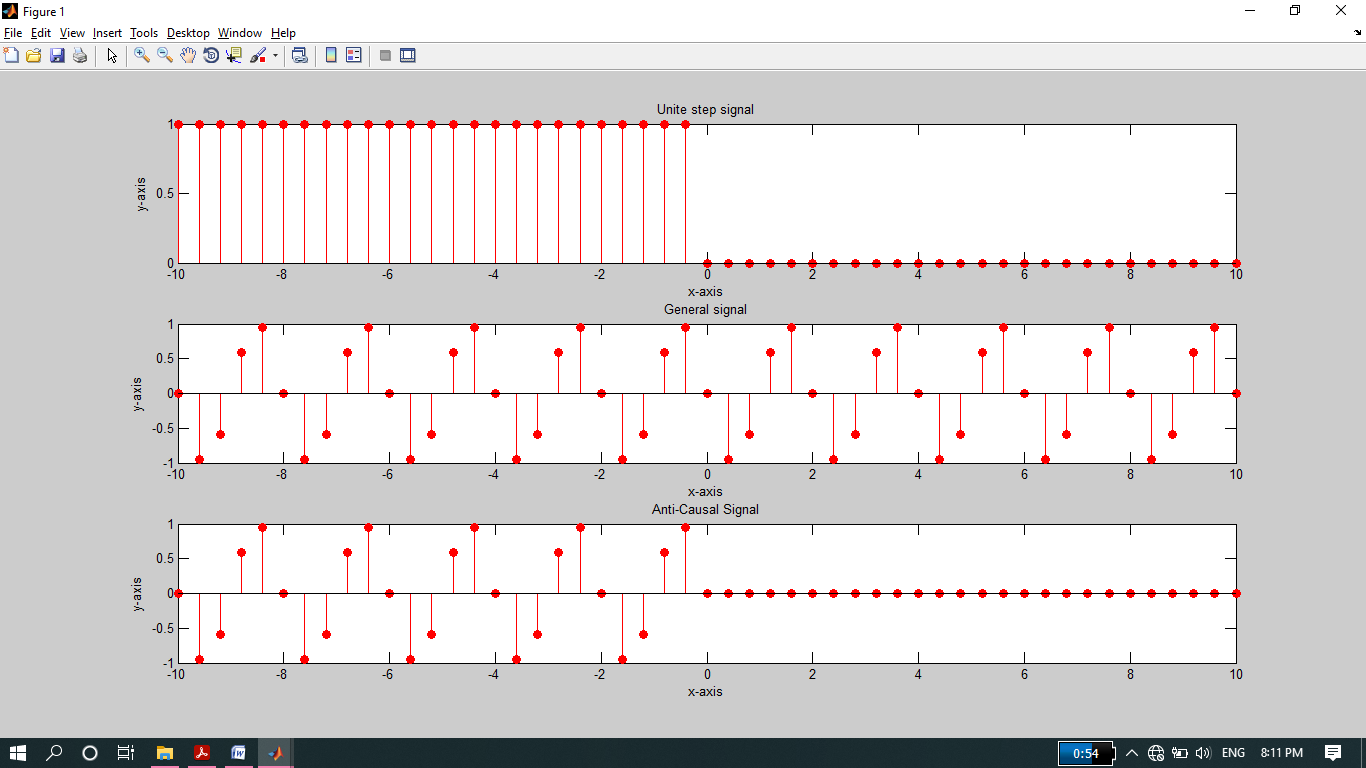 Figure 1
File Edit View Insert Tools Desktop Window Help
Unite step signal
1
0.5
0
y-axis
-10 -8 -6 -4 -2 0 2 4 6 8 10
x-axis
General signal
1
0.5
0
-0.5
-1
y-axis
-10 -8 -6 -4 -2 0 2 4 6 8 10
x-axis
Anti-Causal Signal
1
0.5
0
-0.5
-1
y-axis
-10 -8 -6 -4 -2 0 2 4 6 8 10
x-axis
0:54 ENG 8:11 PM